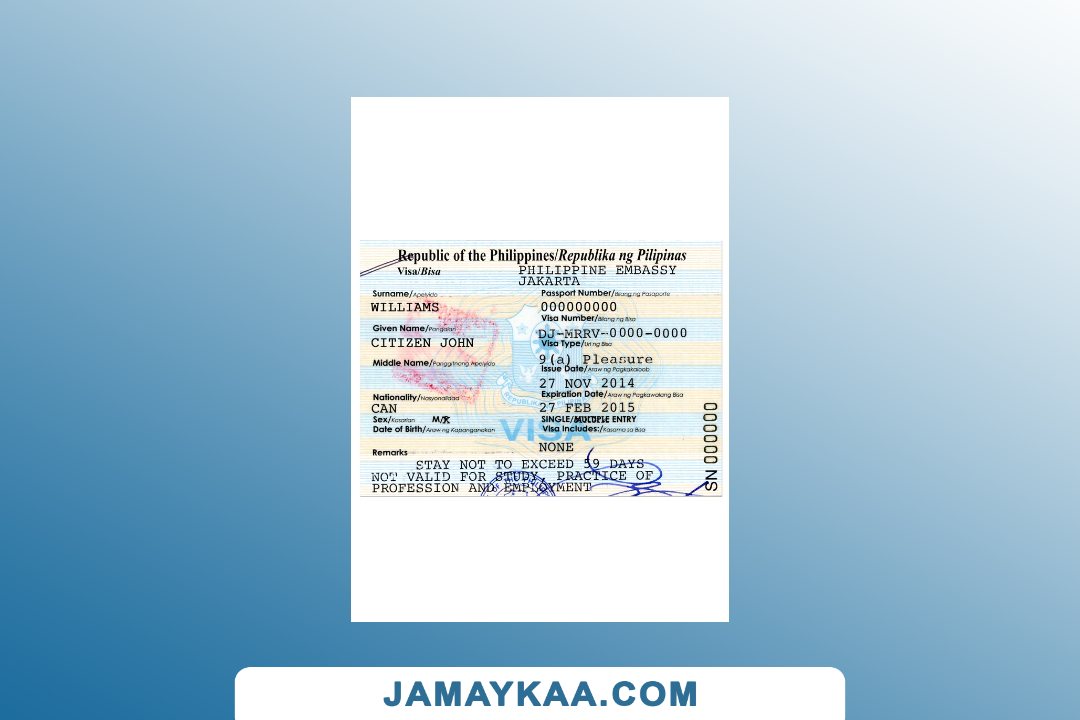 Republic of the Philippines/Republika ng Pilipinas
Visa/Bisa
PHILIPPINE EMBASSY
JAKARTA
Surname/Apelyido
WILLIAMS
Passport Number/Bilang ng Pasaporte
000000000
Visa Number/Bilang ng Bisa
DJ-MRRV-0000-0000
Given Name/Pangalan
CITIZEN JOHN
Visa Type/Uri ng Bisa
9(a) Pleasure
Middle Name/Panggitnang Apelyido
Issue Date/Araw ng Pagkakaloob
27 NOV 2014
Nationality/Nasyonalidad
CAN
Expiration Date/Araw ng Pagkawalang Bisa
27 FEB 2015
Sex/Kasarian M/
SINGLE/MULTIPLE ENTRY
Date of Birth/Araw ng Kapanganakan
Visa Includes:/Kasama sa Bisa
NONE
VISA
Remarks
STAY NOT TO EXCEED 59 DAYS
NOT VALID FOR STUDY, PRACTICE OF
PROFESSION AND EMPLOYMENT
SN 000000
JAMAYKAA.COM